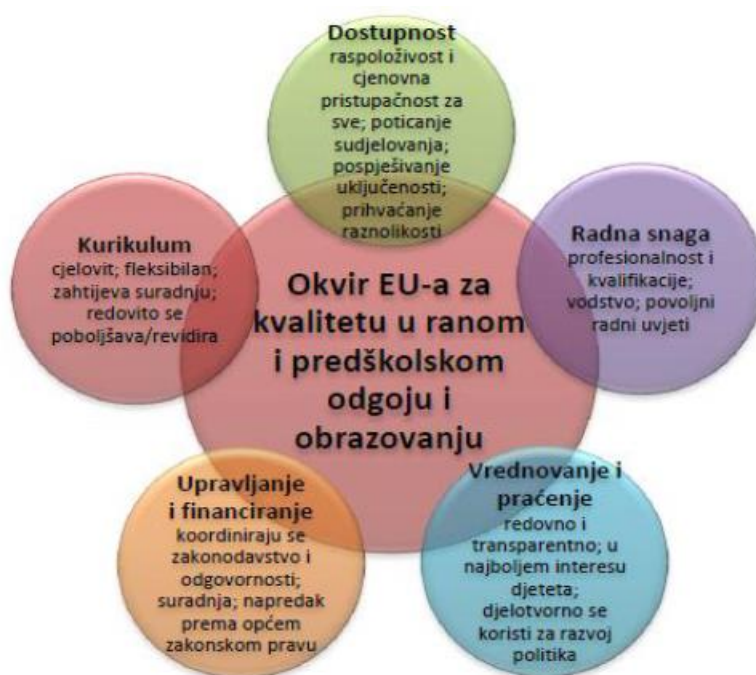 Dostupnost
raspoloživost i
cjenovna
pristupačnost za
sve; poticanje
sudjelovanja;
pospješivanje
uključenosti;
prihvaćanje
raznolikosti
Kurikulum
cjelovit; fleksibilan;
zahtijeva suradnju;
redovito se
poboljšava/revidira
Radna snaga
profesionalnost i
kvalifikacije;
vodstvo; povoljni
radni uvjeti
Okvir EU-a za
kvalitetu u ranom
i predškolskom
odgoju i
obrazovanju
Upravljanje
i financiranje
koordiniraju se
zakonodavstvo i
odgovornosti;
suradnja; napredak
prema općem
zakonskom pravu
Vrednovanje i
praćenje
redovno i
transparentno; u
najboljem interesu
djeteta;
djelotvorno se
koristi za razvoj
politika